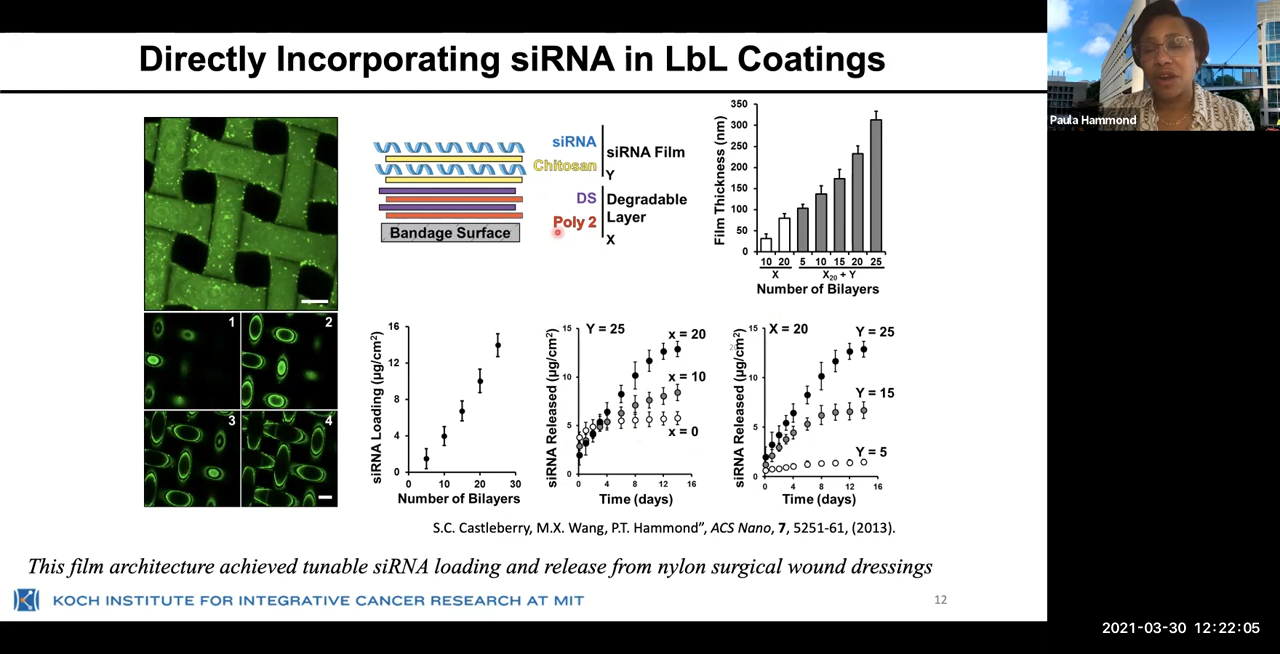 Directly Incorporating siRNA in LbL Coatings
Paula Hammond
1
2
3
4
siRNA
Chitosan
siRNA Film
Y
DS
Poly 2
Degradable
Layer
X
Bandage Surface
Film Thickness (nm)
350
300
250
200
150
100
50
0
10 20 5 10 15 20 25
X X20 + Y
Number of Bilayers
siRNA Loading (µg/cm²)
16
12
8
4
0
0 10 20 30
Number of Bilayers
siRNA Released (µg/cm²)
Y = 25
15
10
5
0
x = 20
x = 10
x = 0
0 4 8 12 16
Time (days)
siRNA Released (µg/cm²)
X = 20
15
10
5
0
Y = 25
Y = 15
Y = 5
0 4 8 12 16
Time (days)
S.C. Castleberry, M.X. Wang, P.T. Hammond”, ACS Nano, 7, 5251-61, (2013).
This film architecture achieved tunable siRNA loading and release from nylon surgical wound dressings
KOCH INSTITUTE FOR INTEGRATIVE CANCER RESEARCH AT MIT
12
2021-03-30 12:22:05